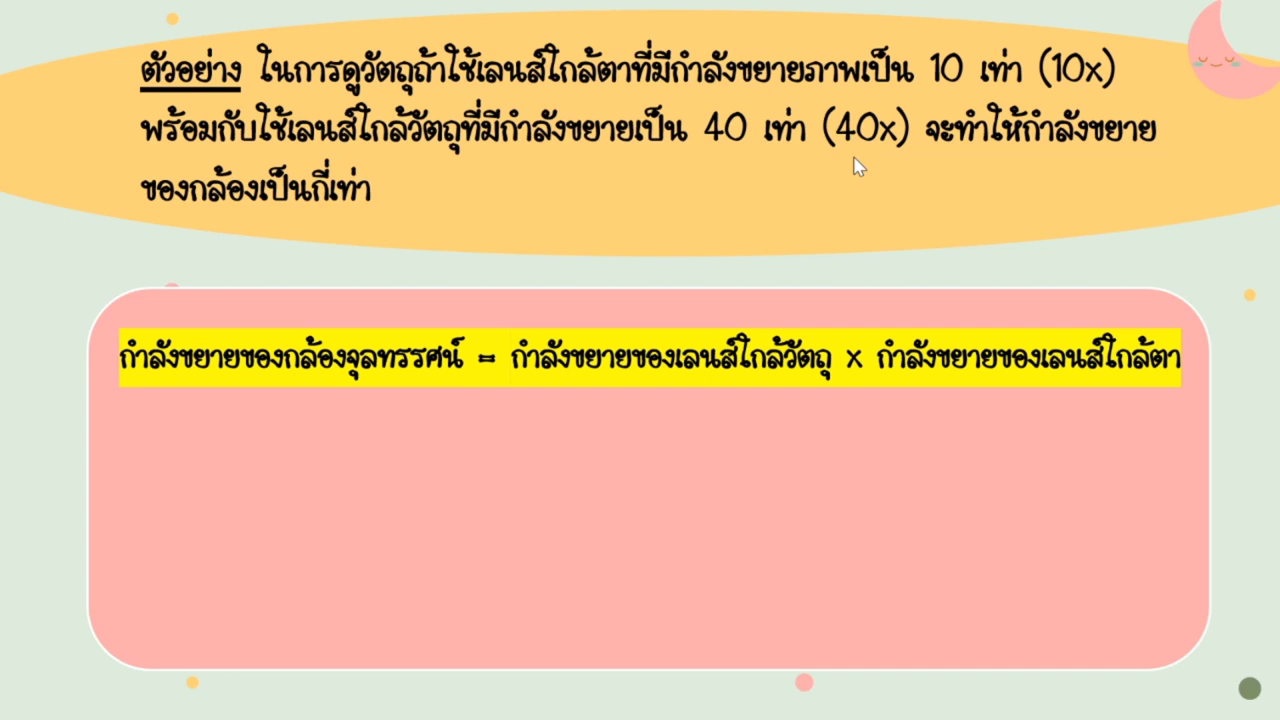 ตัวอย่าง ในการดูวัตถุถ้าใช้เลนส์ใกล้ตาที่มีกำลังขยายภาพเป็น 10 เท่า (10x)
พร้อมกับใช้เลนส์ใกล้วัตถุที่มีกำลังขยายเป็น 40 เท่า (40x) จะทำให้กำลังขยาย
ของกล้องเป็นกี่เท่า
กำลังขยายของกล้องจุลทรรศน์ = กำลังขยายของเลนส์ใกล้วัตถุ x กำลังขยายของเลนส์ใกล้ตา